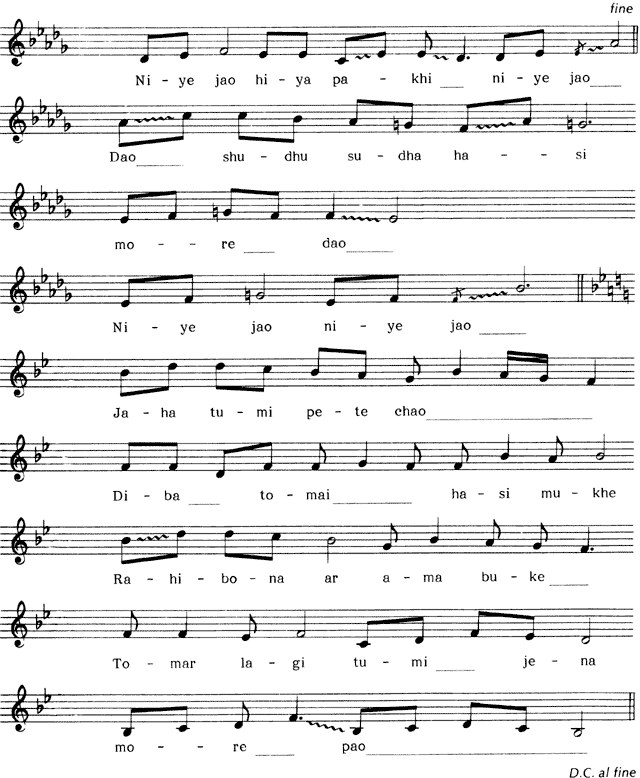 fine
Ni - ye jao hi - ya pa - khi ni - ye jao
Dao shu - dhu su - dha ha - si
mo - re dao
Ni - ye jao ni - ye jao
Ja - ha tu - mi pe - te chao
Di - ba to - mai ha - si mu - khe
Ra - hi - bo - na ar a - ma bu - ke
To - mar la - gi tu - mi je - na
mo - re pao
D.C. al fine